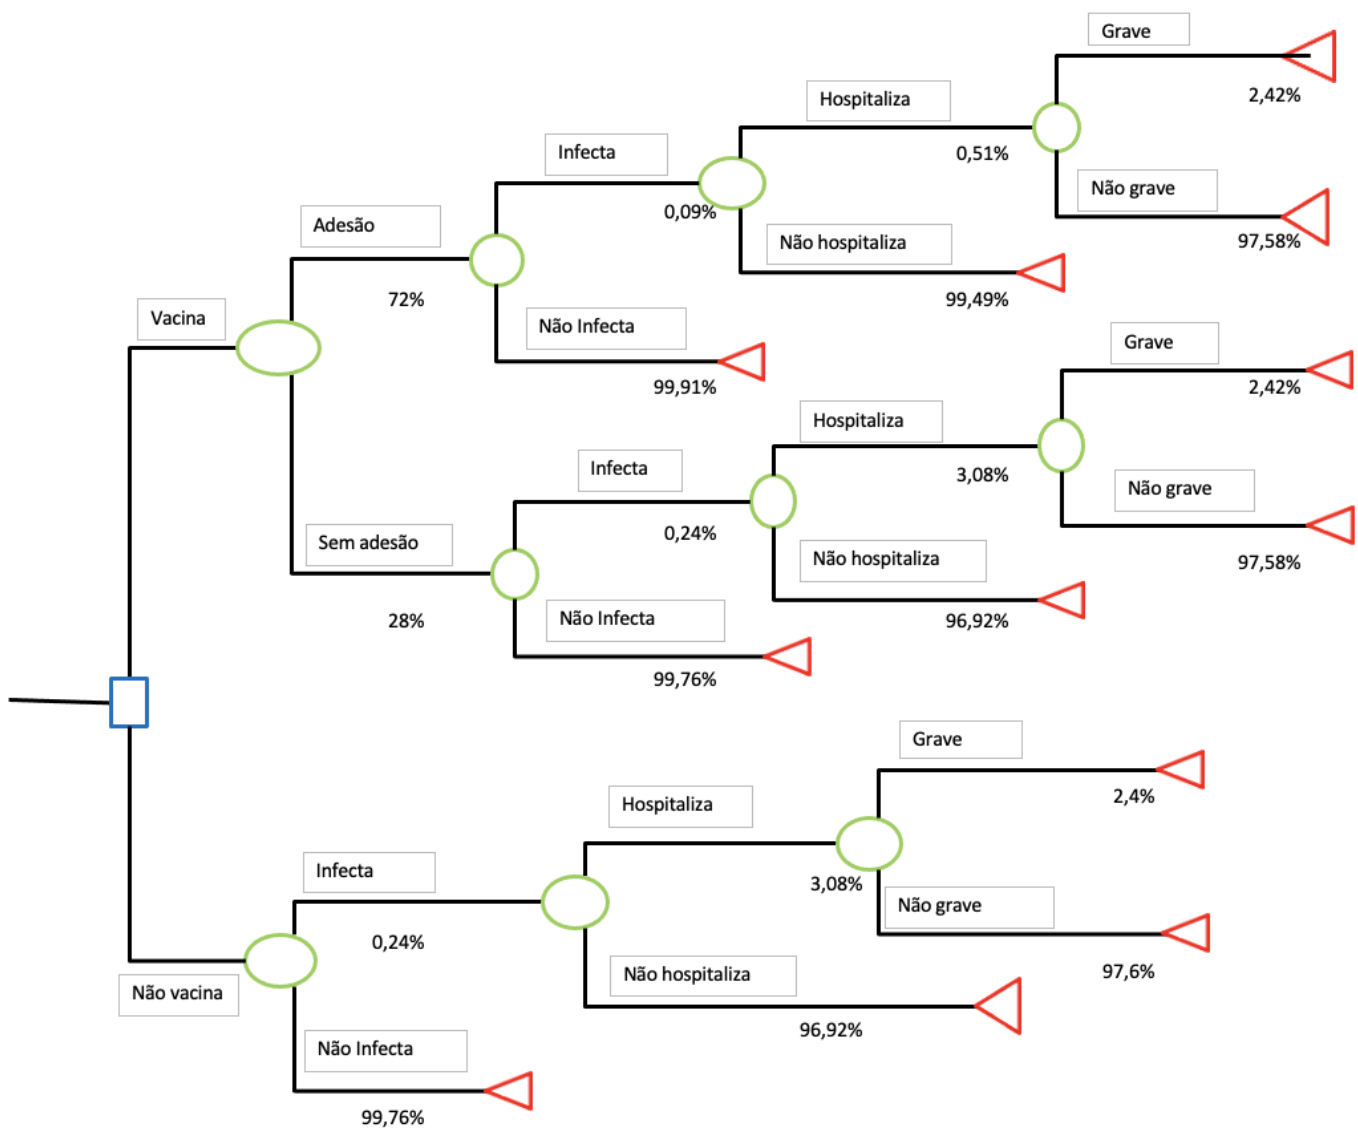 Grave
2,42%
Hospitaliza
0,51%
Não grave
97,58%
Infecta
0,09%
Não hospitaliza
99,49%
Adesão
72%
Não Infecta
99,91%
Vacina
Grave
2,42%
Hospitaliza
3,08%
Não grave
97,58%
Infecta
0,24%
Não hospitaliza
96,92%
Sem adesão
28%
Não Infecta
99,76%
Grave
2,4%
Hospitaliza
3,08%
Não grave
97,6%
Infecta
0,24%
Não hospitaliza
96,92%
Não vacina
Não Infecta
99,76%